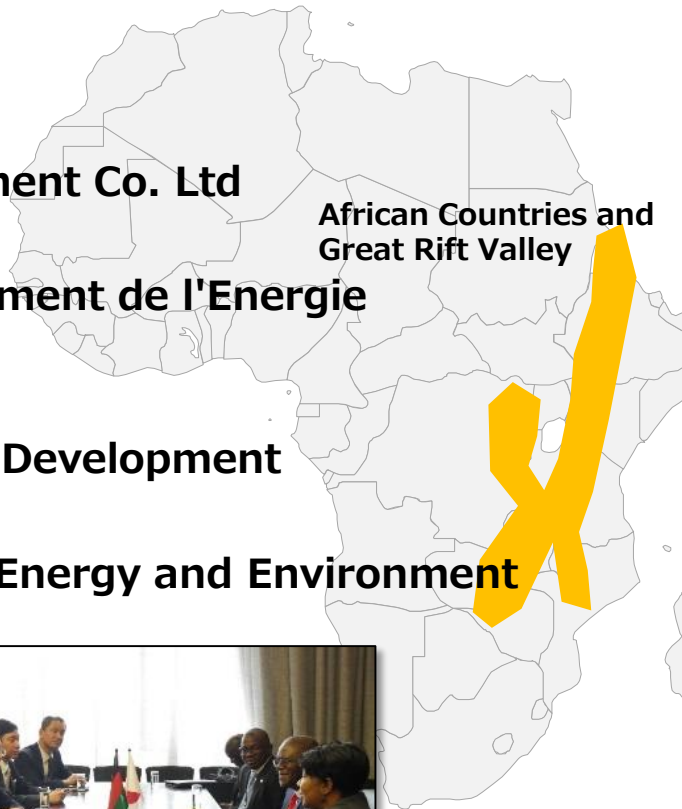 ment Co. Ltd
African Countries and
Great Rift Valley
ment de l'Energie
Development
Energy and Environment